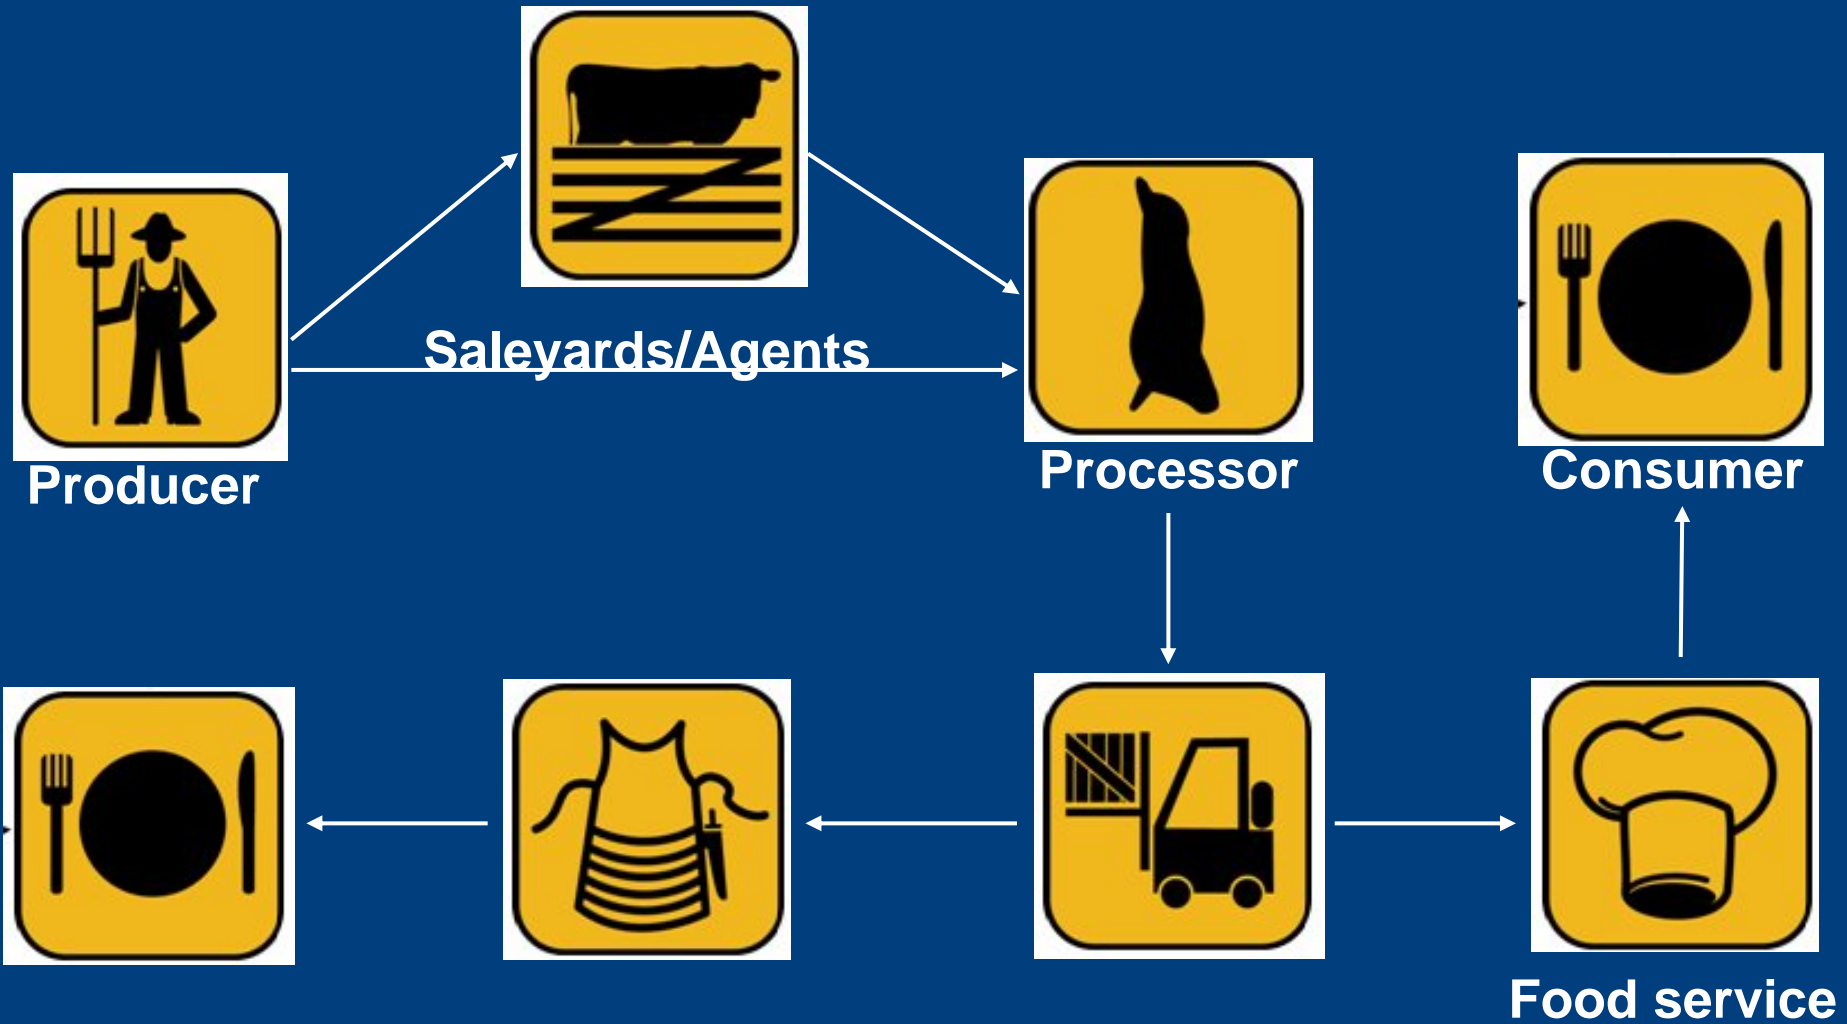 Saleyards/Agents
Producer
Processor
Consumer
Food service